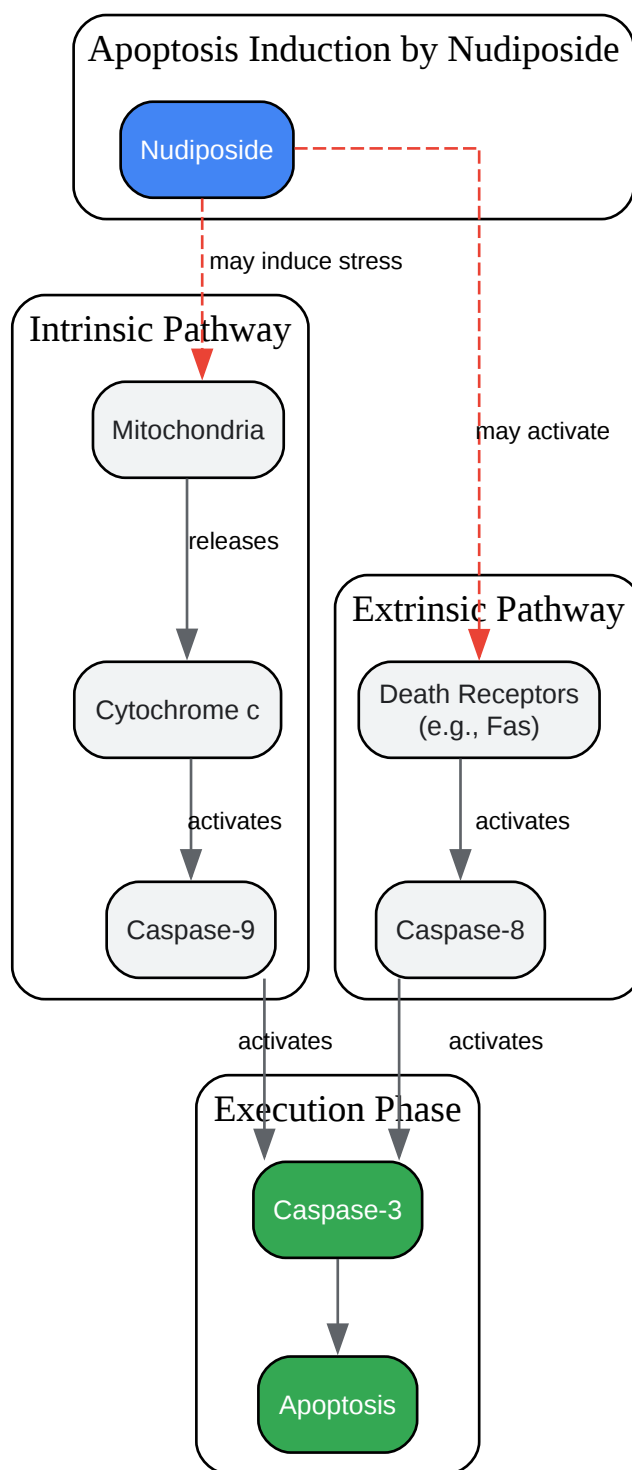 Apoptosis Induction by Nudiposide
Nudiposide
may induce stress
Intrinsic Pathway
Mitochondria
may activate
releases
Extrinsic Pathway
Cytochrome c
Death Receptors
(e.g., Fas)
activates
activates
Caspase-9
Caspase-8
activates
activates
Execution Phase
Caspase-3
Apoptosis